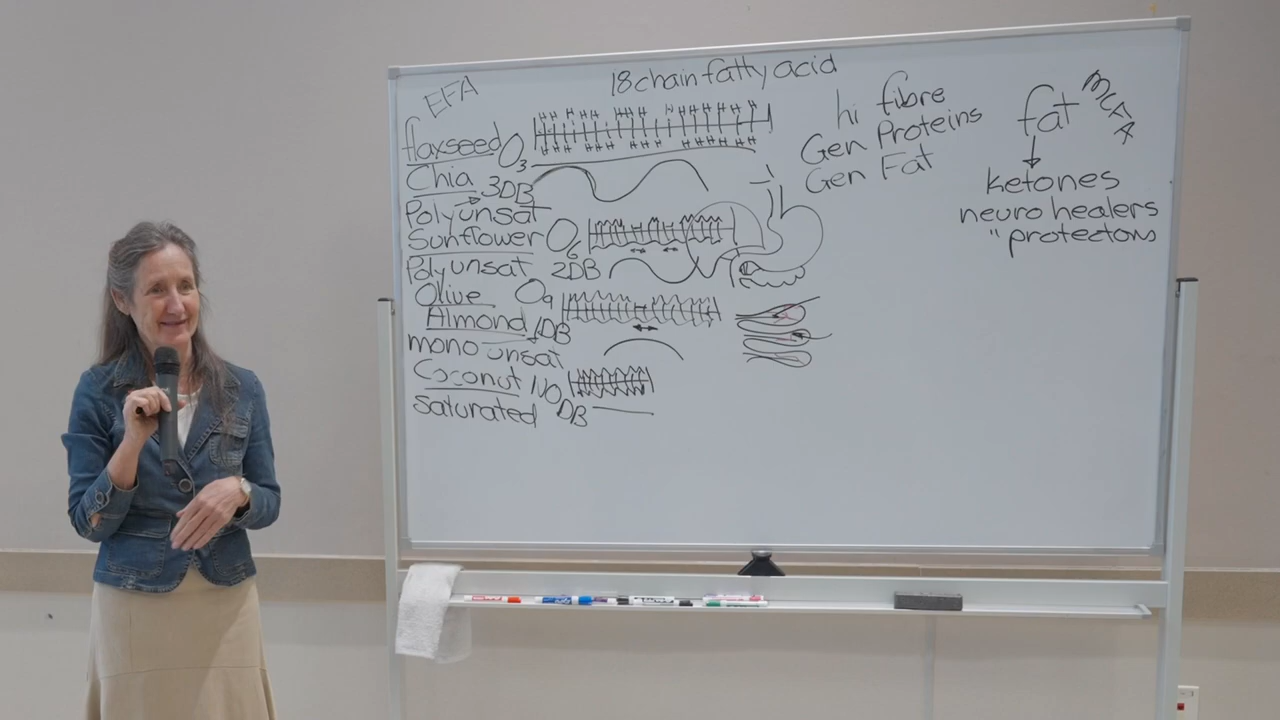 EFA
18 chain fatty acid
flaxseed O3
Chia 3DB
Polyunsat
Sunflower O6
Polyunsat 2DB
Olive O9
Almond 1DB
mono unsat
Coconut NO
saturated DB
hi fibre
Gen Proteins
Gen Fat
fat MCFA
ketones
neuro healers
" protectors